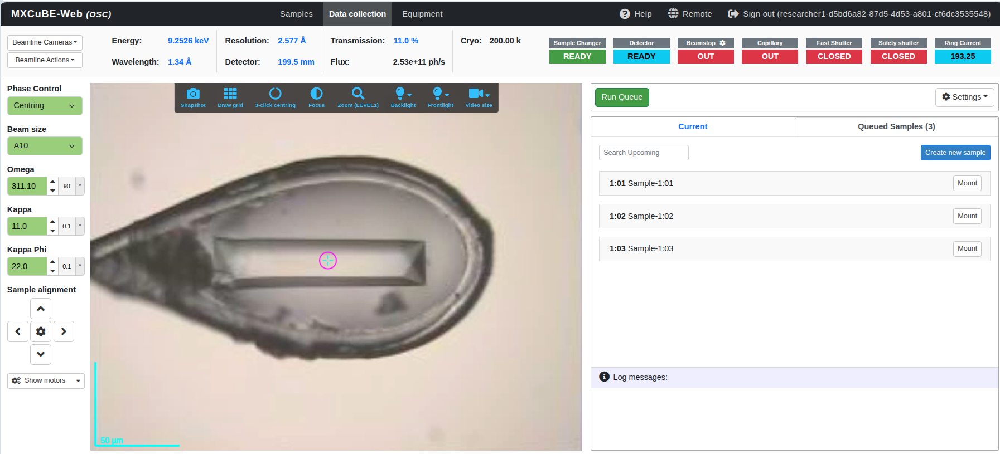 MXCuBE-Web (OSC)
Samples
Data collection
Equipment
Help
Remote
Sign out (researcher1-d5bd6a82-87d5-4d53-a801-cf6dc3535548)
Beamline Cameras
Beamline Actions
Energy: 9.2526 keV
Wavelength: 1.34 Å
Resolution: 2.577 Å
Detector: 199.5 mm
Transmission: 11.0 %
Flux: 2.53e+11 ph/s
Cryo: 200.00 k
Sample Changer
READY
Detector
READY
Beamstop
OUT
Capillary
OUT
Fast Shutter
CLOSED
Safety shutter
CLOSED
Ring Current
193.25
Phase Control
Centring
Beam size
A10
Omega
311.10 90 °
Kappa
11.0 0.1 °
Kappa Phi
22.0 0.1 °
Sample alignment
Show motors
Snapshot
Draw grid
3-click centring
Focus
Zoom (LEVEL1)
Backlight
Frontlight
Video size
50 µm
Run Queue
Settings
Current
Queued Samples (3)
Search Upcoming
Create new sample
1:01 Sample-1:01
Mount
1:02 Sample-1:02
Mount
1:03 Sample-1:03
Mount
Log messages: